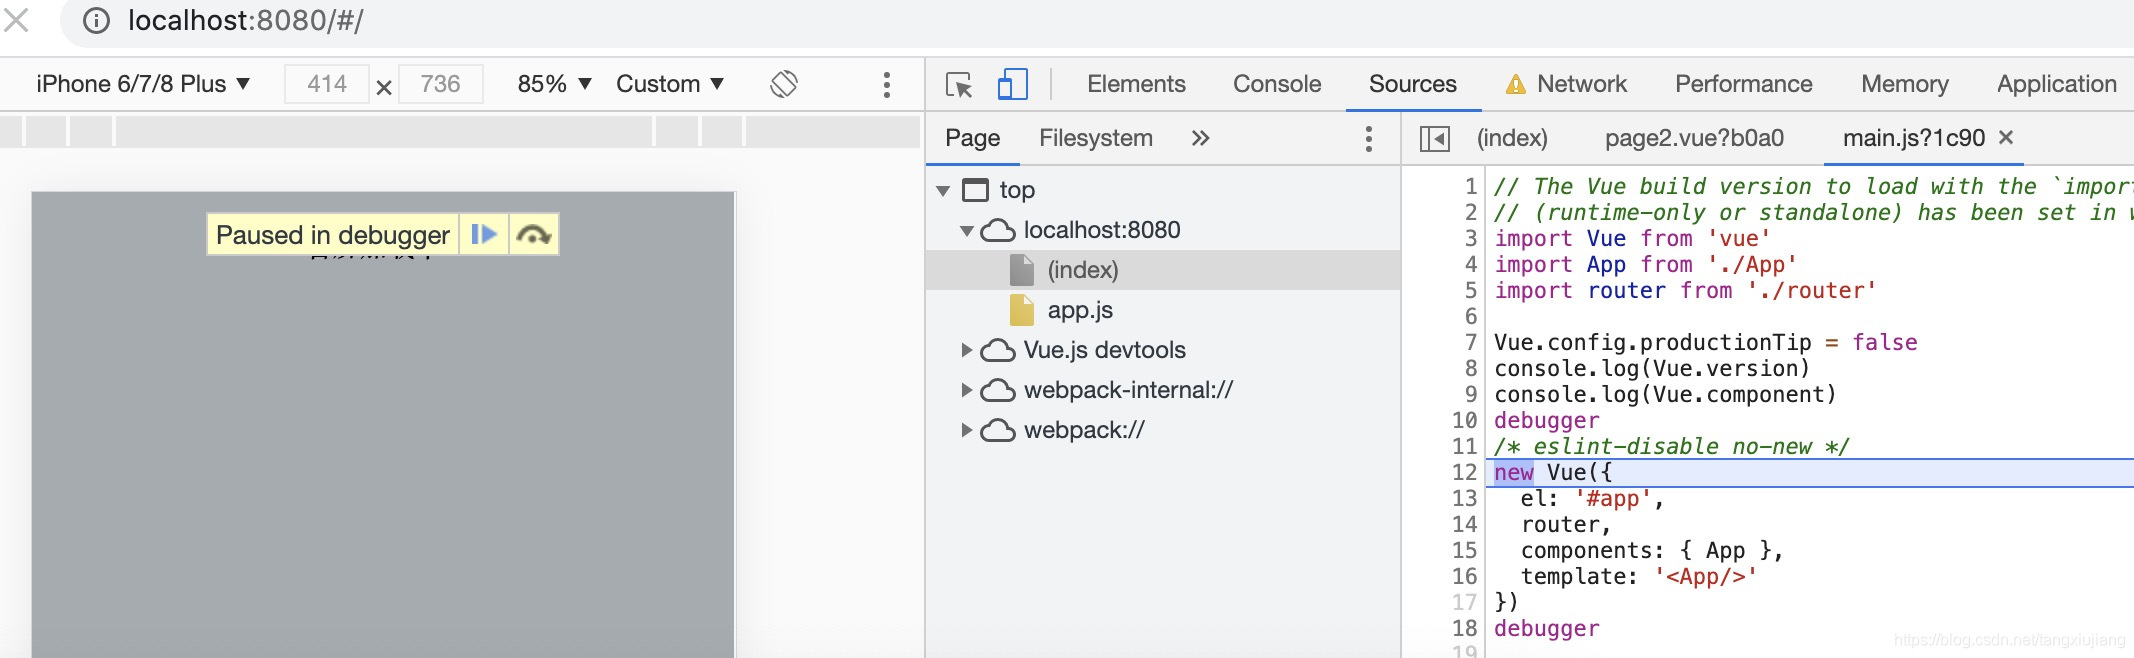 localhost:8080/#/
iPhone 6/7/8 Plus ▼ 414 × 736 85% ▼ Custom ▼
Elements Console Sources Network Performance Memory Application
Page Filesystem »
(index) page2.vue?b0a0 main.js?1c90 ×
Paused in debugger
top
localhost:8080
(index)
app.js
Vue.js devtools
webpack-internal://
webpack://
1 // The Vue build version to load with the `import
2 // (runtime-only or standalone) has been set in w
3 import Vue from 'vue'
4 import App from './App'
5 import router from './router'
6
7 Vue.config.productionTip = false
8 console.log(Vue.version)
9 console.log(Vue.component)
10 debugger
11 /* eslint-disable no-new */
12 new Vue({
13 el: '#app',
14 router,
15 components: { App },
16 template: '<App/>'
17 })
18 debugger
19
https://blog.csdn.net/tangxiujiang